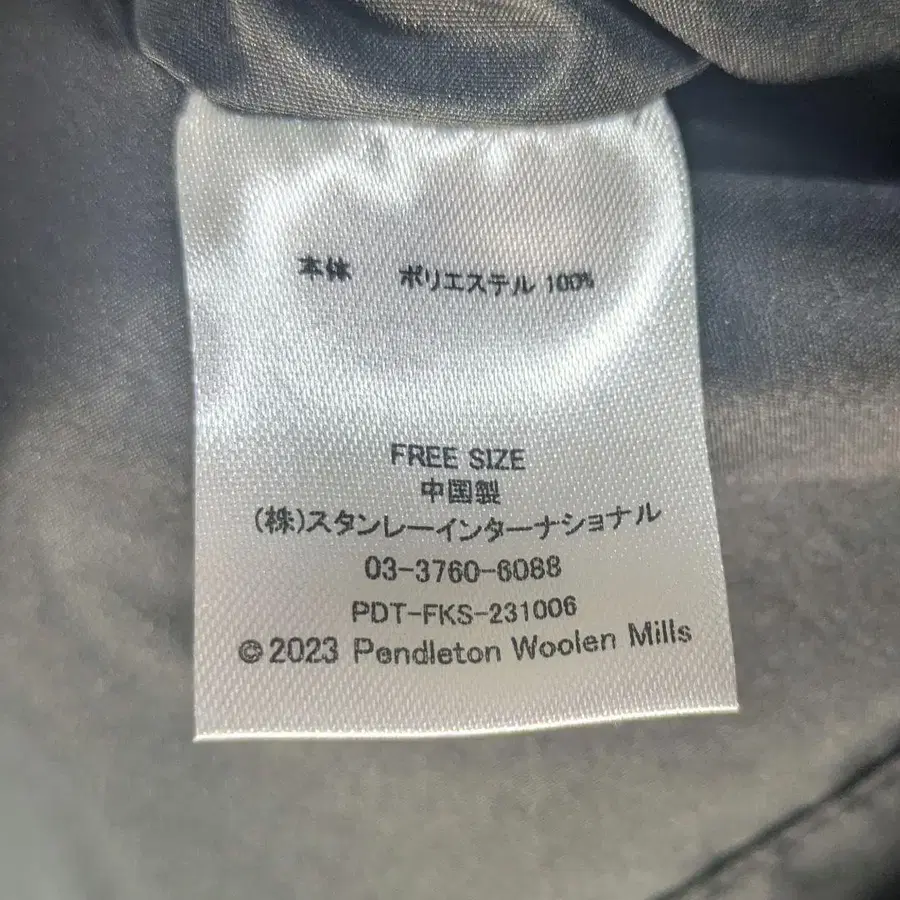 本体 ポリエステル 100%
FREE SIZE
中国製
(株)スタンレーインターナショナル
03-3760-6088
PDT-FKS-231006
©2023 Pendleton Woolen Mills